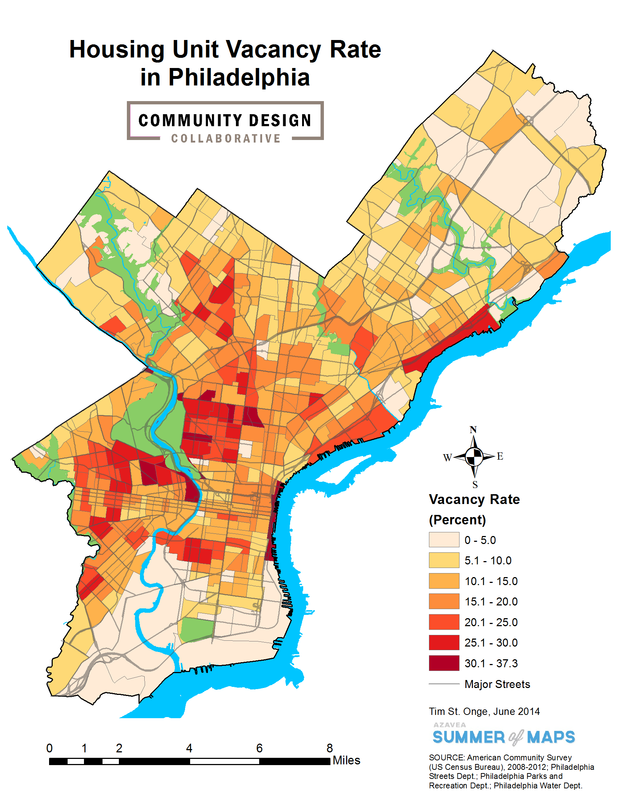 Housing Unit Vacancy Rate
in Philadelphia
COMMUNITY DESIGN
COLLABORATIVE
N
W
E
S
Vacancy Rate
(Percent)
0 - 5.0
5.1 - 10.0
10.1 - 15.0
15.1 - 20.0
20.1 - 25.0
25.1 - 30.0
30.1 - 37.3
Major Streets
Tim St. Onge, June 2014
AZAVEA
SUMMER of MAPS
0 1 2 4 6 8
Miles
SOURCE: American Community Survey
(US Census Bureau), 2008-2012; Philadelphia
Streets Dept.; Philadelphia Parks and
Recreation Dept.; Philadelphia Water Dept.